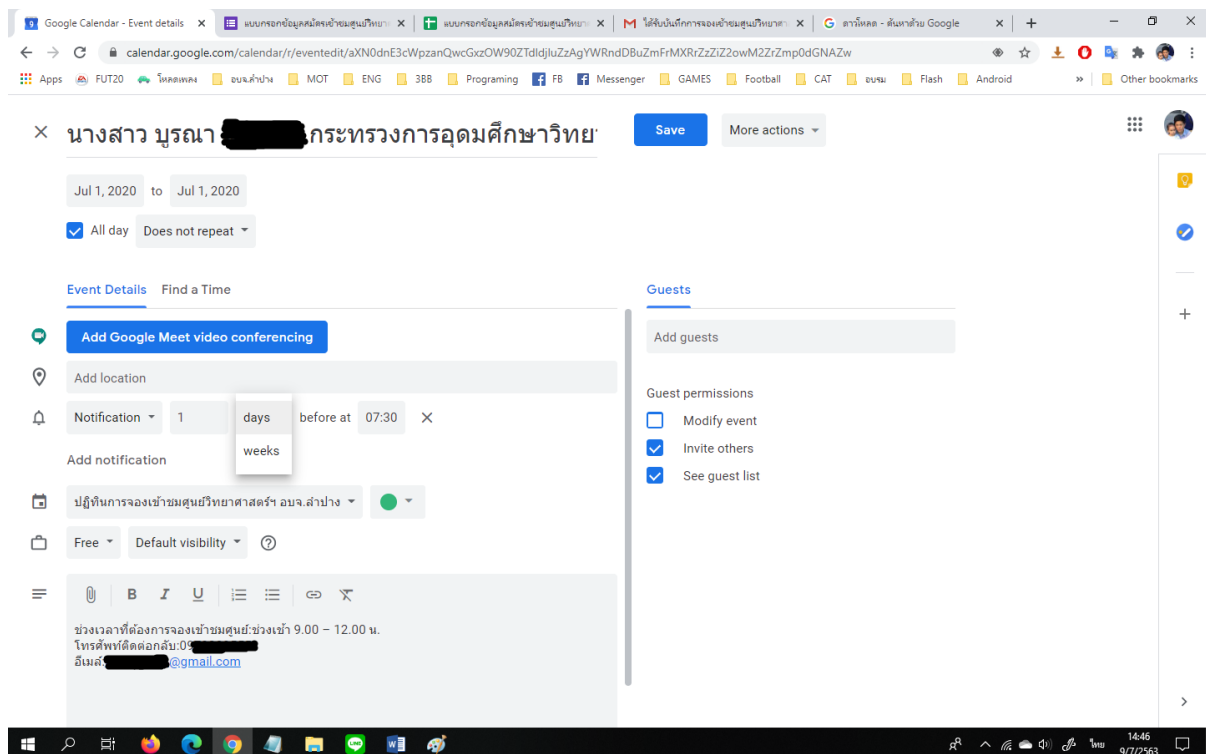 Google Calendar - Event details
แบบกรอกข้อมูลสมัครเข้าชมศูนย์วิทยา
แบบกรอกข้อมูลสมัครเข้าชมศูนย์วิทยา
ได้รับบันทึกการจองเข้าชมศูนย์วิทยาศา
ดาวโหลด - ค้นหาด้วย Google
calendar.google.com/calendar/r/eventedit/
Apps FUT20 โหลดเพลง อบจ.ลำปาง MOT ENG 3BB Programing FB Messenger GAMES Football CAT อบรม Flash Android » Other bookmarks
นางสาว บูรณา กระทรวงการอุดมศึกษาวิทย
Save
More actions
Jul 1, 2020 to Jul 1, 2020
All day Does not repeat
Event Details Find a Time
Guests
Add Google Meet video conferencing
Add guests
Add location
Guest permissions
Notification 1 days before at 07:30
Modify event
weeks
Invite others
Add notification
See guest list
ปฏิทินการจองเข้าชมศูนย์วิทยาศาสตร์ฯ อบจ.ลำปาง
Free Default visibility
B I U
ช่วงเวลาที่ต้องการจองเข้าชมศูนย์:ช่วงเช้า 9.00 – 12.00 น.
โทรศัพท์ติดต่อกลับ:09
อีเมล์: @gmail.com
ไทย
14:46
9/7/2563